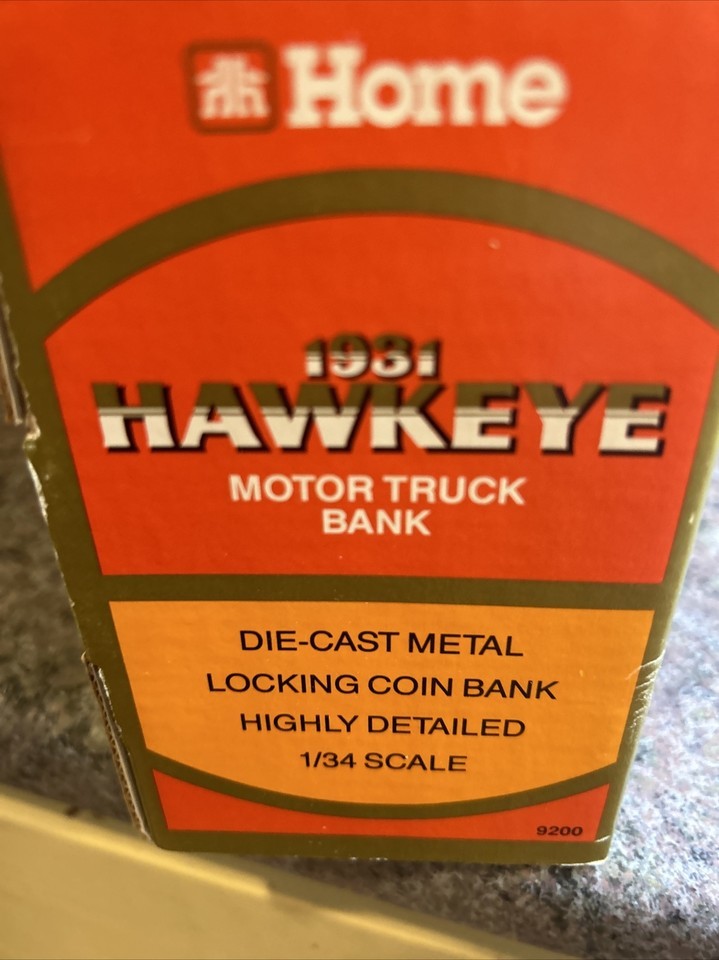 Home
1931
HAWKEYE
MOTOR TRUCK
BANK
DIE-CAST METAL
LOCKING COIN BANK
HIGHLY DETAILED
1/34 SCALE
9200